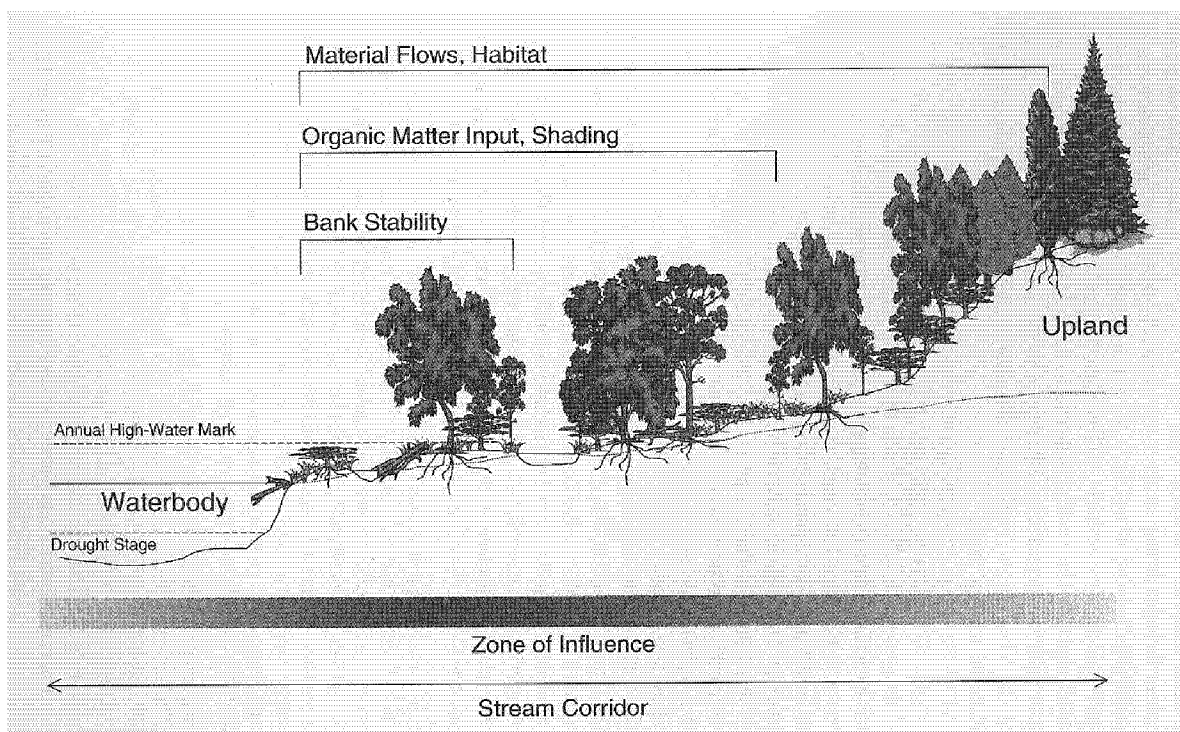 Material Flows, Habitat
Organic Matter Input, Shading
Bank Stability
Upland
Annual High-Water Mark
Waterbody
Drought Stage
Zone of Influence
Stream Corridor